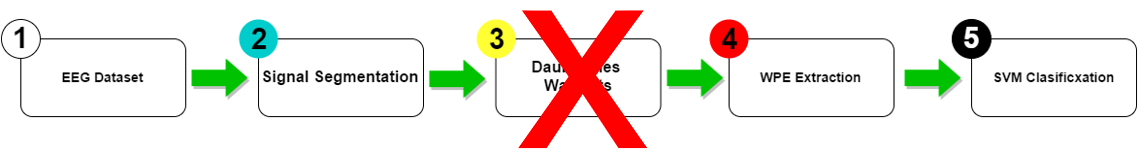 1
EEG Dataset
2
Signal Segmentation
3
4
WPE Extraction
5
SVM Clasificxation